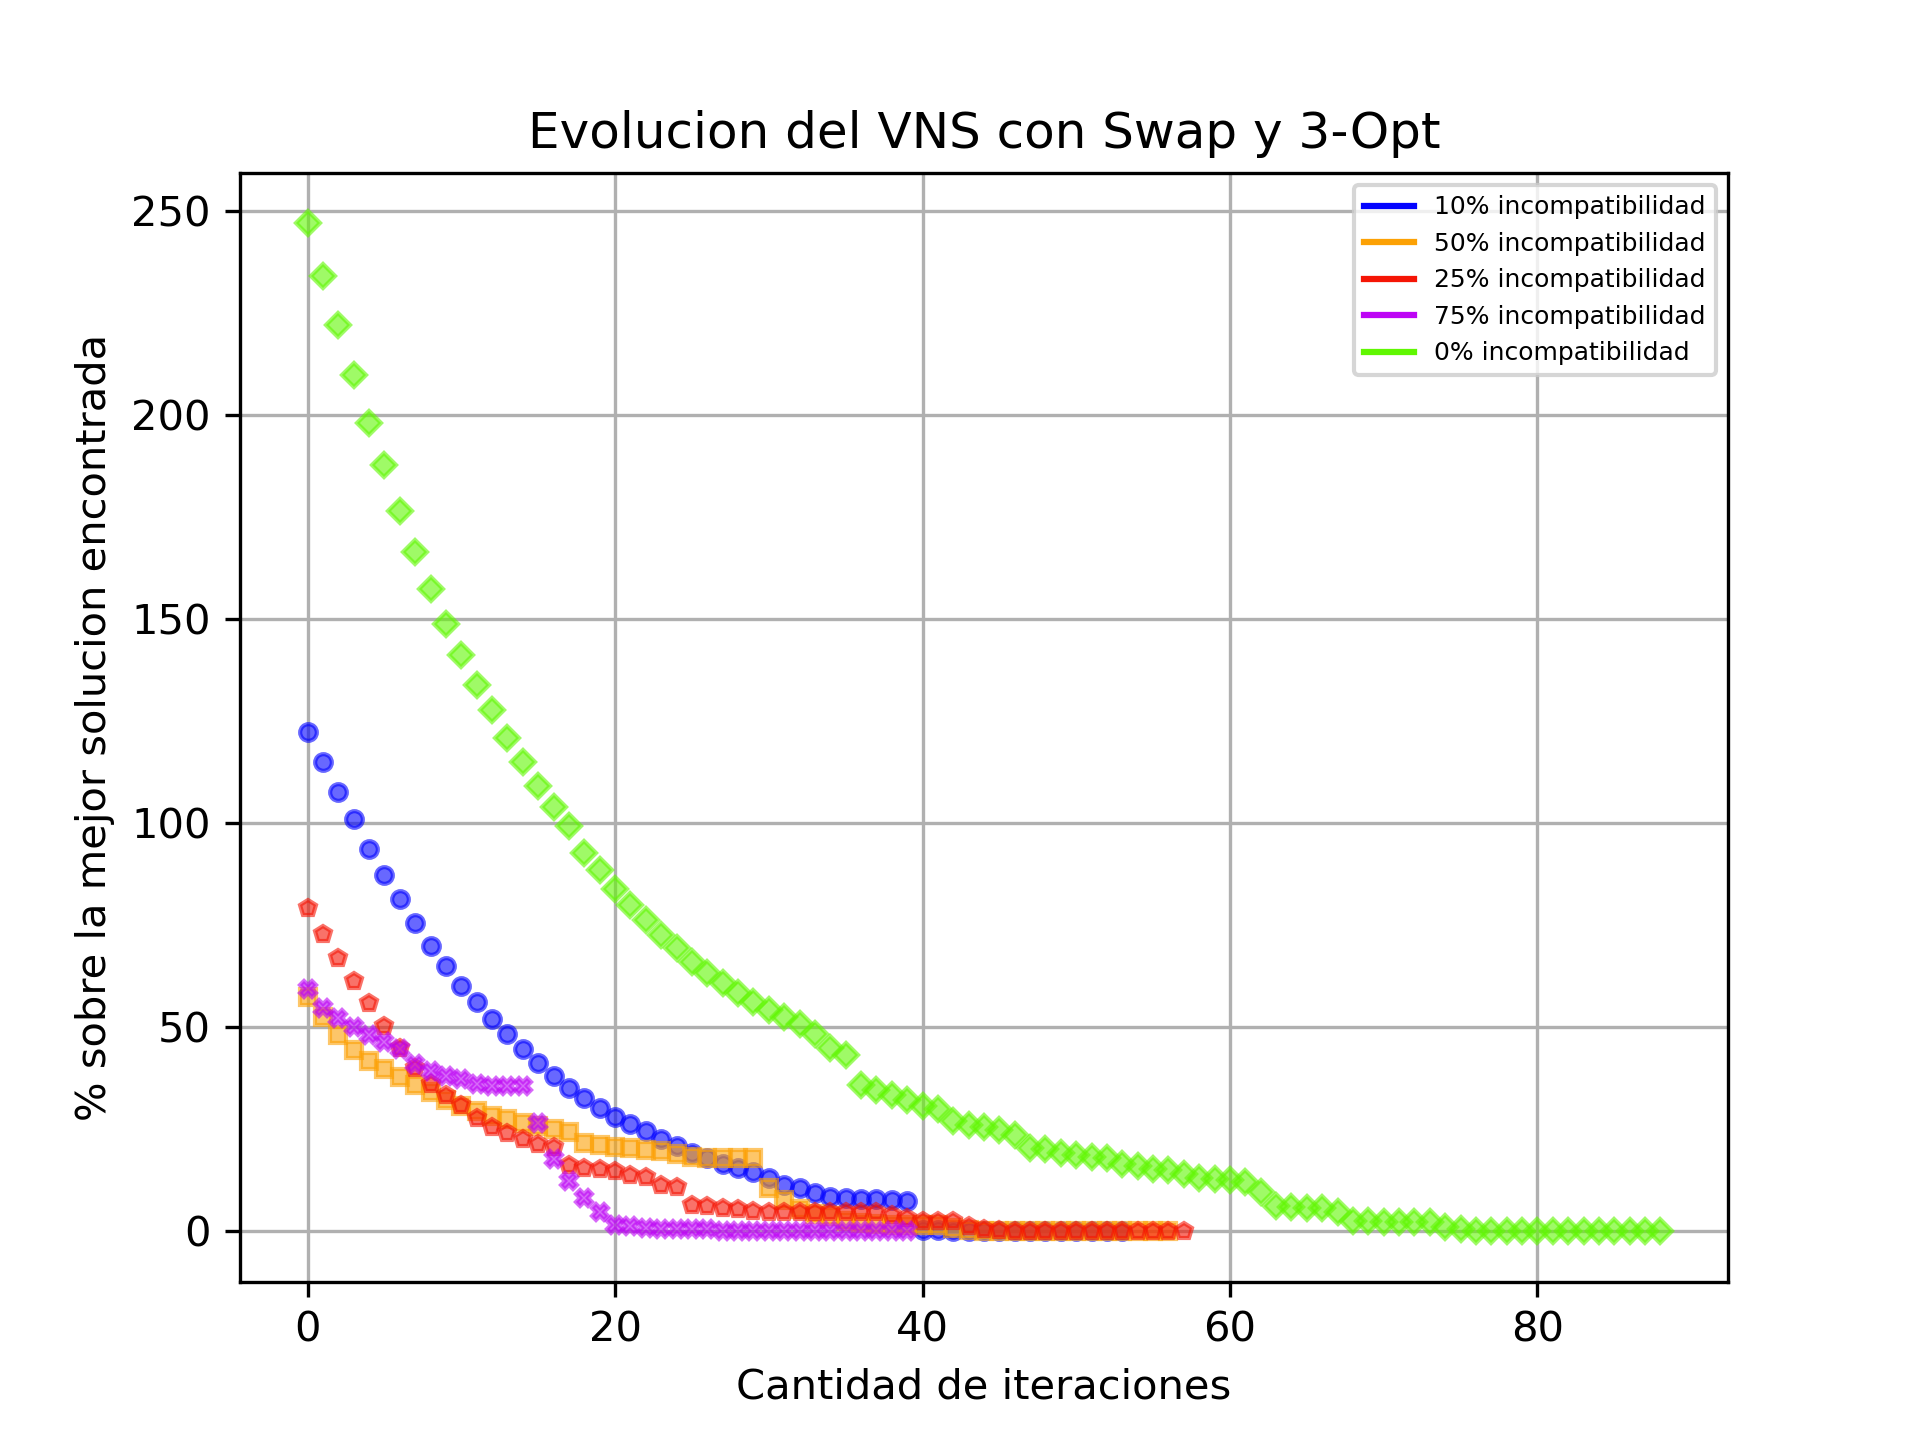 Evolucion del VNS con Swap y 3-Opt
% sobre la mejor solucion encontrada
250
200
150
100
50
0
10% incompatibilidad
50% incompatibilidad
25% incompatibilidad
75% incompatibilidad
0% incompatibilidad
0 20 40 60 80
Cantidad de iteraciones